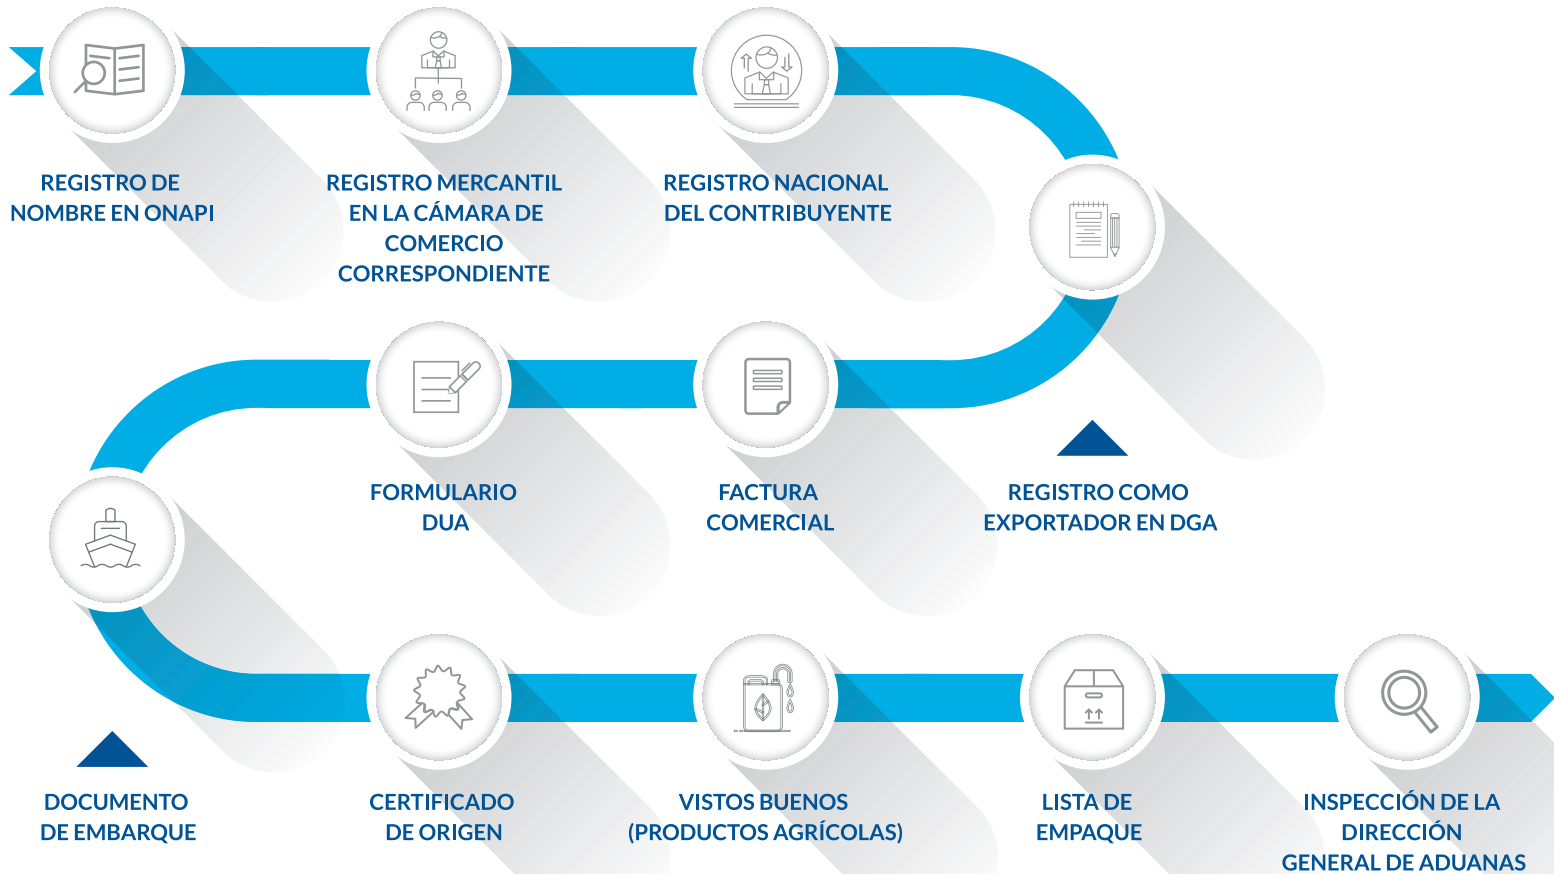 REGISTRO DE
NOMBRE EN ONAPI
REGISTRO MERCANTIL
EN LA CÁMARA DE
COMERCIO
CORRESPONDIENTE
REGISTRO NACIONAL
DEL CONTRIBUYENTE
REGISTRO COMO
EXPORTADOR EN DGA
FACTURA
COMERCIAL
FORMULARIO
DUA
DOCUMENTO
DE EMBARQUE
CERTIFICADO
DE ORIGEN
VISTOS BUENOS
(PRODUCTOS AGRÍCOLAS)
LISTA DE
EMPAQUE
INSPECCIÓN DE LA
DIRECCIÓN
GENERAL DE ADUANAS